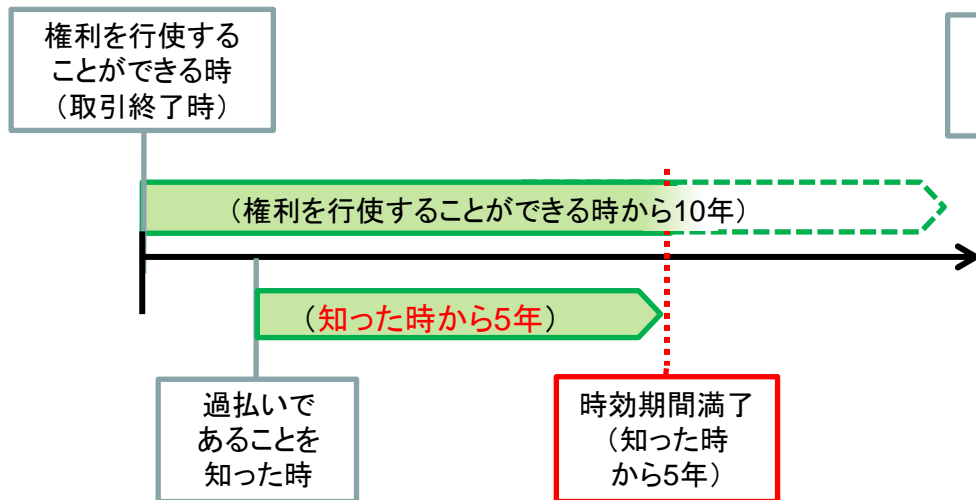 権利を行使する
ことができる時
（取引終了時）
（権利を行使することができる時から10年）
（知った時から5年）
過払いで
あることを
知った時
時効期間満了
（知った時
から5年）